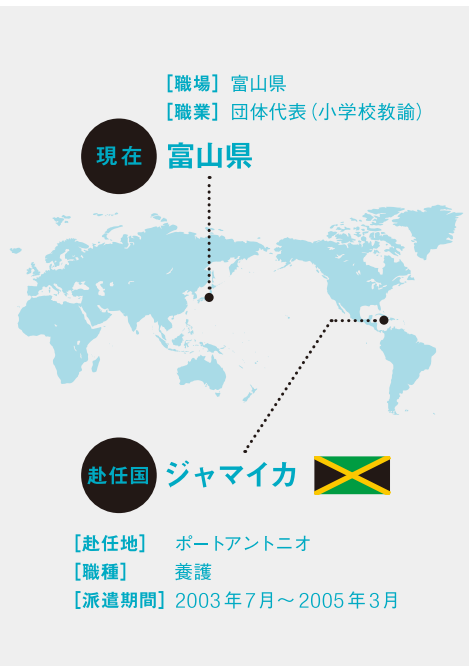 ［職場］ 富山県
［職業］ 団体代表（小学校教諭）
現在 富山県
赴任国 ジャマイカ
［赴任地］ ポートアントニオ
［職種］ 養護
［派遣期間］ 2003年7月～2005年3月